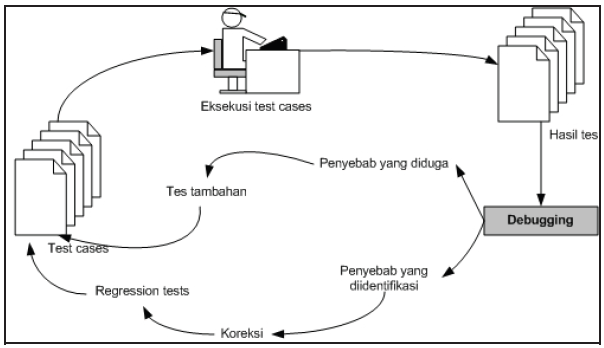 Eksekusi test cases
Hasil tes
Penyebab yang diduga
Tes tambahan
Debugging
Test cases
Penyebab yang
diidentifikasi
Regression tests
Koreksi